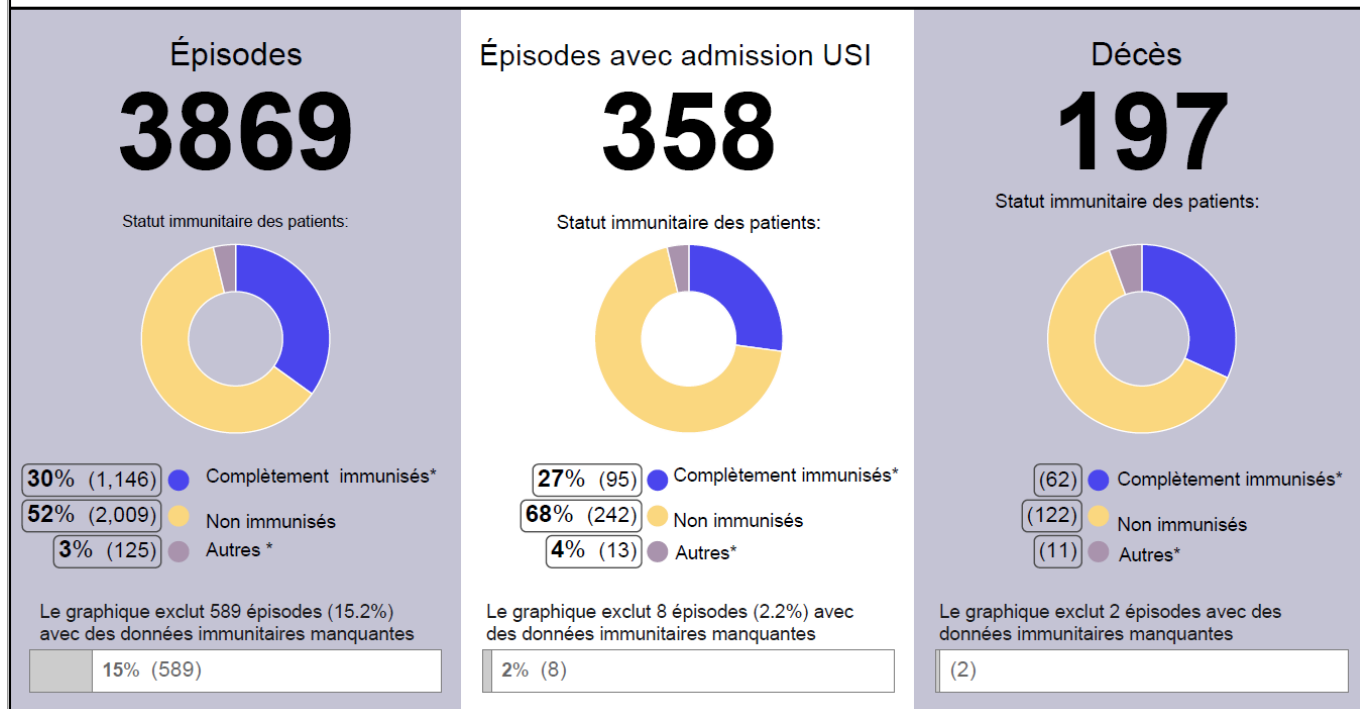 Épisodes
3869
Statut immunitaire des patients:
30% (1,146) Complètement immunisés*
52% (2,009) Non immunisés
3% (125) Autres *
Le graphique exclut 589 épisodes (15.2%)
avec des données immunitaires manquantes
15% (589)
Épisodes avec admission USI
358
Statut immunitaire des patients:
27% (95) Complètement immunisés*
68% (242) Non immunisés
4% (13) Autres*
Le graphique exclut 8 épisodes (2.2%) avec
des données immunitaires manquantes
2% (8)
Décès
197
Statut immunitaire des patients:
(62) Complètement immunisés*
(122) Non immunisés
(11) Autres*
Le graphique exclut 2 épisodes avec des
données immunitaires manquantes
(2)